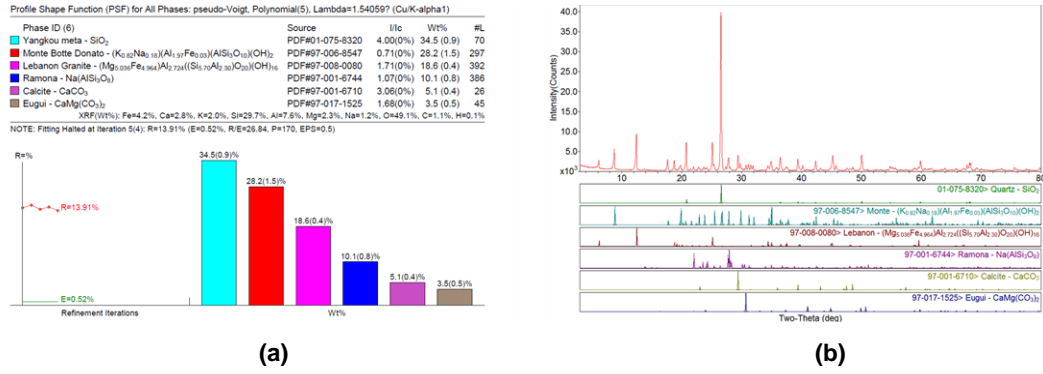 Profile Shape Function (PSF) for All Phases: pseudo-Voigt, Polynomial(5), Lambda=1.54059? (Cu/K-alpha1)
Phase ID (6) Source I/Ic Wt% #L
Yangkou meta - SiO₂ PDF#01-075-8320 4.00(0%) 34.5 (0.9) 70
Monte Botte Donato - (K₀.₈₂Na₀.₁₈)(Al₁.₉₇Fe₀.₀₃)(AlSi₃O₁₀)(OH)₂ PDF#97-006-8547 0.71(0%) 28.2 (1.5) 297
Lebanon Granite - (Mg₅.₀₃₆Fe₄.₉₆₄)Al₂.₇₂₄((Si₅.₇₀Al₂.₃₀)O₂₀)(OH)₁₆ PDF#97-008-0080 1.71(0%) 18.6 (0.4) 392
Ramona - Na(AlSi₃O₈) PDF#97-001-6744 1.07(0%) 10.1 (0.8) 386
Calcite - CaCO₃ PDF#97-001-6710 3.06(0%) 5.1 (0.4) 26
Eugui - CaMg(CO₃)₂ PDF#97-017-1525 1.68(0%) 3.5 (0.5) 45
XRF(Wt%): Fe=4.2%, Ca=2.8%, K=2.0%, Si=29.7%, Al=7.6%, Mg=2.3%, Na=1.2%, O=49.1%, C=1.1%, H=0.1%
NOTE: Fitting Halted at Iteration 5(4): R=13.91% (E=0.52%, R/E=26.84, P=170, EPS=0.5)
R=%
34.5(0.9)%
28.2(1.5)%
R=13.91%
18.6(0.4)%
10.1(0.8)%
5.1(0.4)%
3.5(0.5)%
E=0.52%
Refinement Iterations
Wt%
(a)
Intensity(Counts)
40.0
35.0
30.0
25.0
20.0
15.0
10.0
5.0
x10³
10 20 30 40 50 60 70 80
01-075-8320> Quartz - SiO₂
97-006-8547> Monte - (K₀.₈₂Na₀.₁₈)(Al₁.₉₇Fe₀.₀₃)(AlSi₃O₁₀)(OH)₂
97-008-0080> Lebanon - (Mg₅.₀₃₆Fe₄.₉₆₄)Al₂.₇₂₄((Si₅.₇₀Al₂.₃₀)O₂₀)(OH)₁₆
97-001-6744> Ramona - Na(AlSi₃O₈)
97-001-6710> Calcite - CaCO₃
97-017-1525> Eugui - CaMg(CO₃)₂
Two-Theta (deg)
(b)